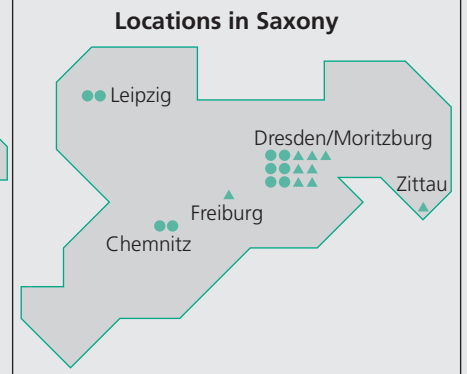 Locations in Saxony
Leipzig
Dresden/Moritzburg
Zittau
Freiburg
Chemnitz